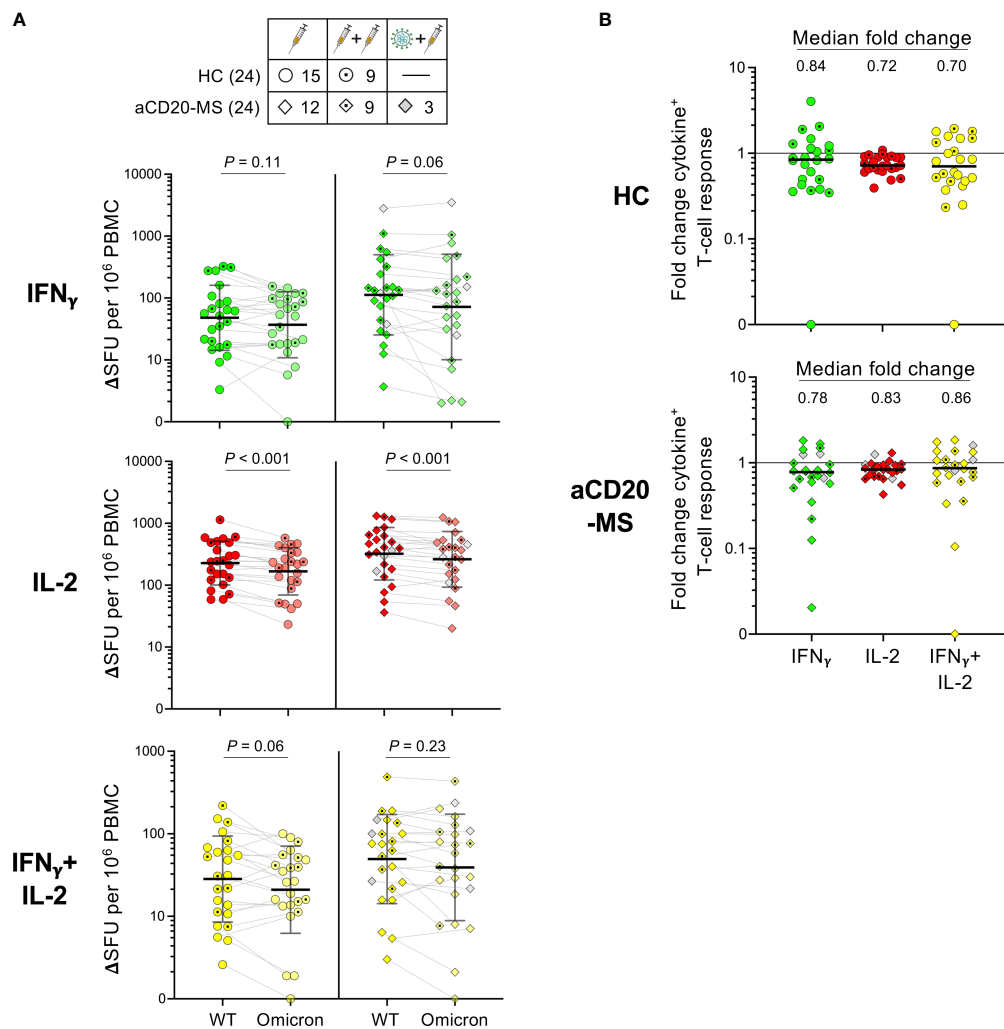 A
HC (24) 15 9 —
aCD20-MS (24) 12 9 3
IFNγ
ΔSFU per 10⁶ PBMC
P = 0.11 P = 0.06
10000
1000
100
10
0
IL-2
ΔSFU per 10⁶ PBMC
P < 0.001 P < 0.001
10000
1000
100
10
0
IFNγ+
IL-2
ΔSFU per 10⁶ PBMC
P = 0.06 P = 0.23
1000
100
10
0
WT Omicron WT Omicron
B
Median fold change
0.84 0.72 0.70
HC
Fold change cytokine⁺
T-cell response
10
1
0.1
0
Median fold change
0.78 0.83 0.86
aCD20
-MS
Fold change cytokine⁺
T-cell response
10
1
0.1
0
IFNγ IL-2 IFNγ+
IL-2